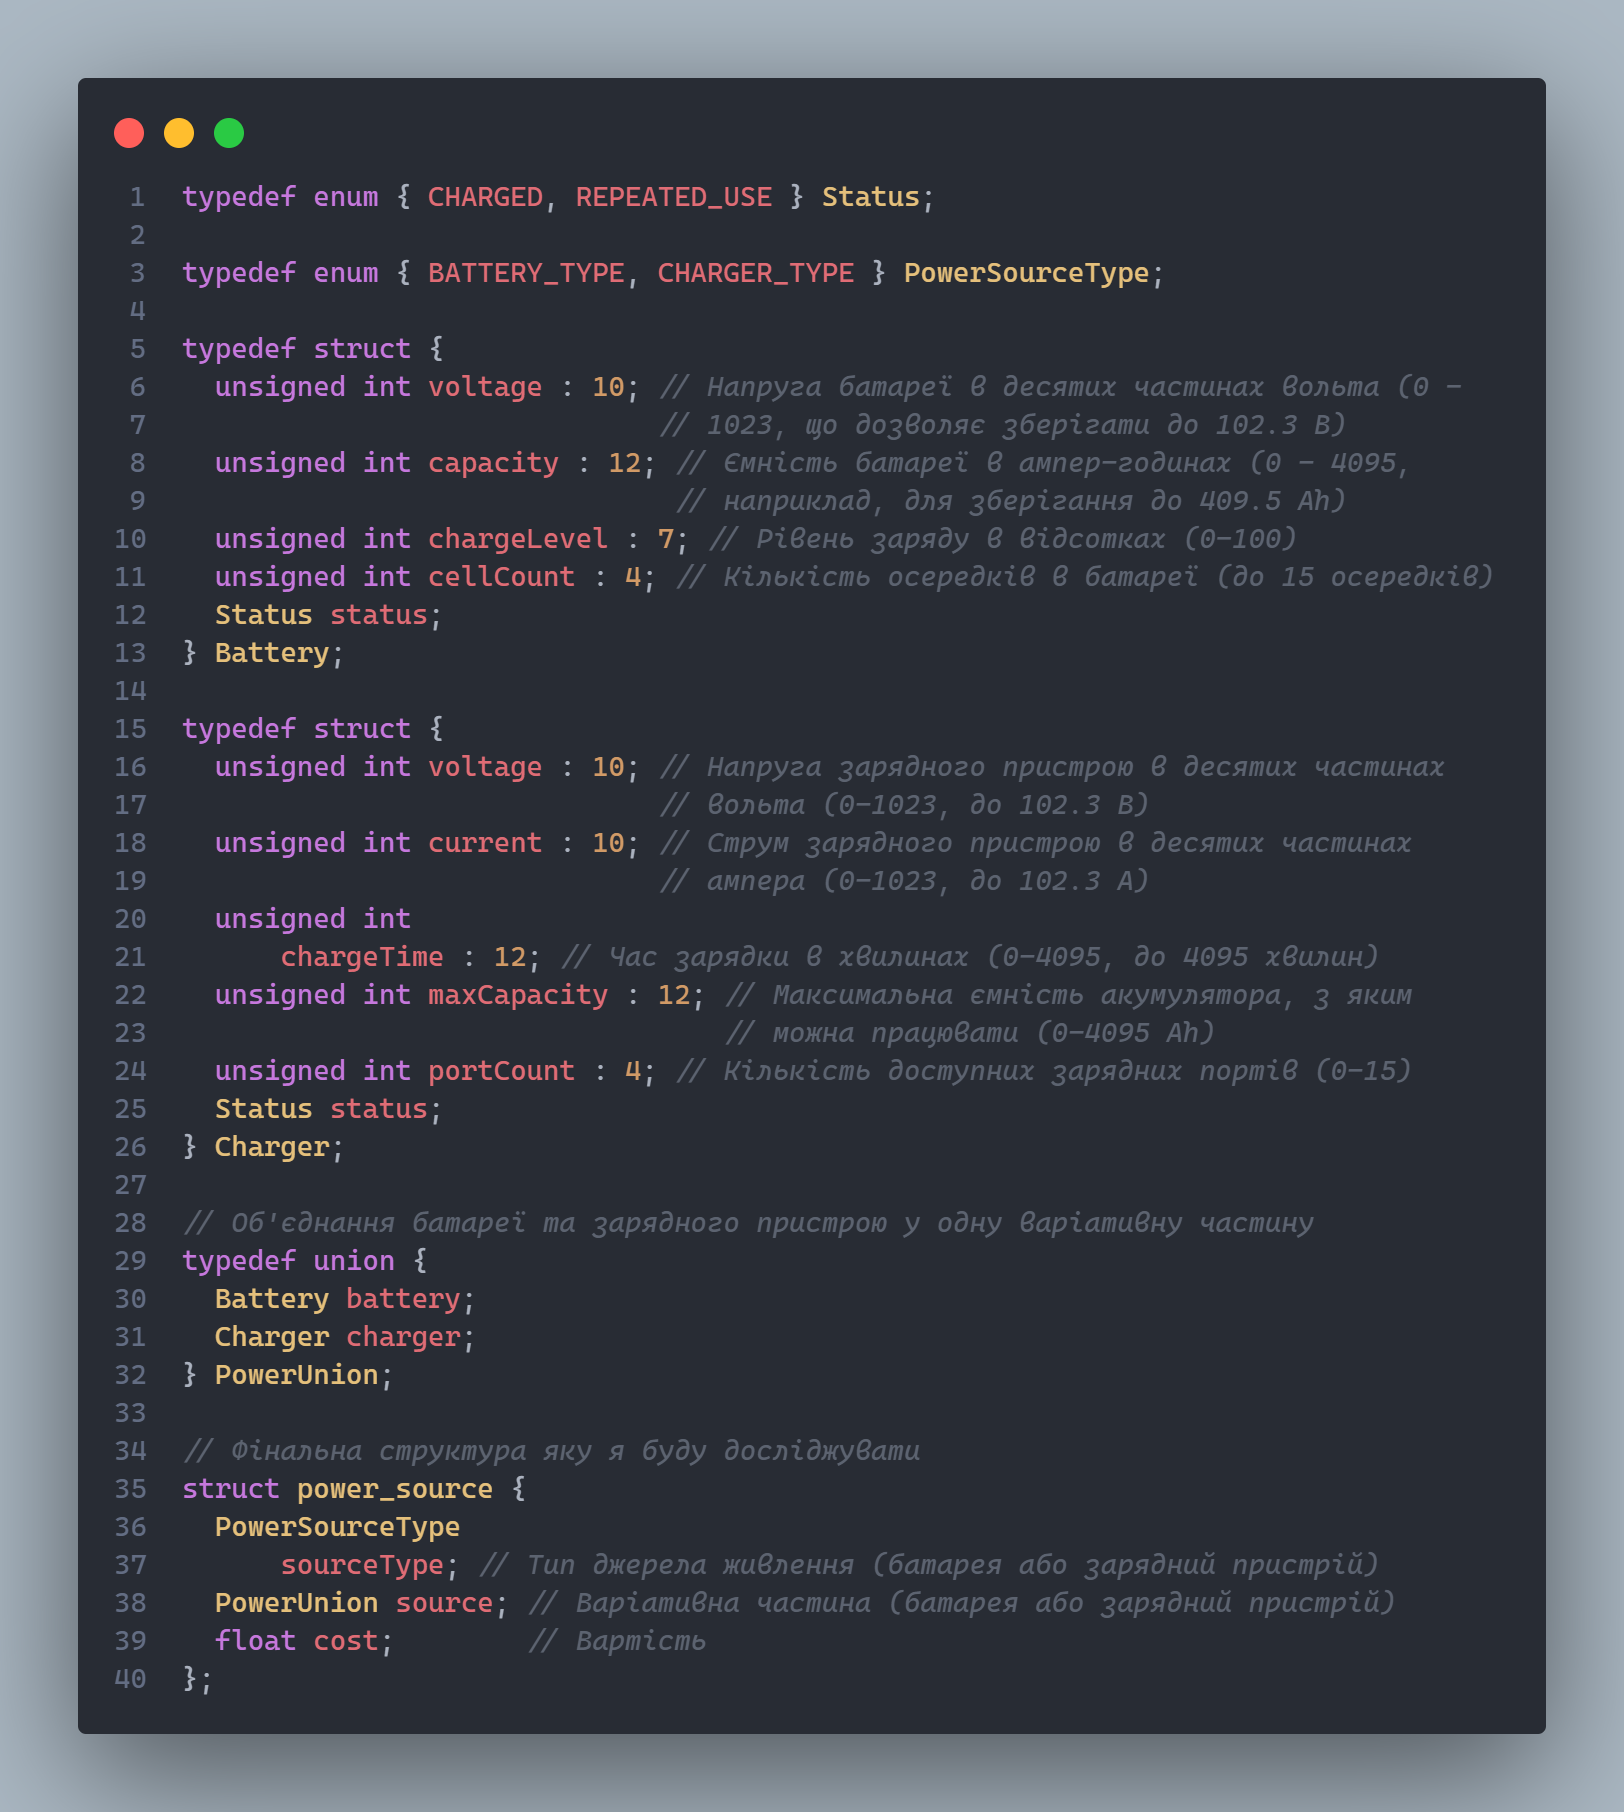 1 typedef enum { CHARGED, REPEATED_USE } Status;
2
3 typedef enum { BATTERY_TYPE, CHARGER_TYPE } PowerSourceType;
4
5 typedef struct {
6   unsigned int voltage : 10; // Напруга батареї в десятих частинах вольта (0 -
7                              // 1023, що дозволяє зберігати до 102.3 В)
8   unsigned int capacity : 12; // Ємність батареї в ампер-годинах (0 - 4095,
9                               // наприклад, для зберігання до 409.5 Ah)
10   unsigned int chargeLevel : 7; // Рівень заряду в відсотках (0-100)
11   unsigned int cellCount : 4; // Кількість осередків в батареї (до 15 осередків)
12   Status status;
13 } Battery;
14
15 typedef struct {
16   unsigned int voltage : 10; // Напруга зарядного пристрою в десятих частинах
17                              // вольта (0-1023, до 102.3 В)
18   unsigned int current : 10; // Струм зарядного пристрою в десятих частинах
19                              // ампера (0-1023, до 102.3 А)
20   unsigned int
21       chargeTime : 12; // Час зарядки в хвилинах (0-4095, до 4095 хвилин)
22   unsigned int maxCapacity : 12; // Максимальна ємність акумулятора, з яким
23                                  // можна працювати (0-4095 Ah)
24   unsigned int portCount : 4; // Кількість доступних зарядних портів (0-15)
25   Status status;
26 } Charger;
27
28 // Об'єднання батареї та зарядного пристрою у одну варіативну частину
29 typedef union {
30   Battery battery;
31   Charger charger;
32 } PowerUnion;
33
34 // Фінальна структура яку я буду досліджувати
35 struct power_source {
36   PowerSourceType
37       sourceType; // Тип джерела живлення (батарея або зарядний пристрій)
38   PowerUnion source; // Варіативна частина (батарея або зарядний пристрій)
39   float cost;        // Вартість
40 };